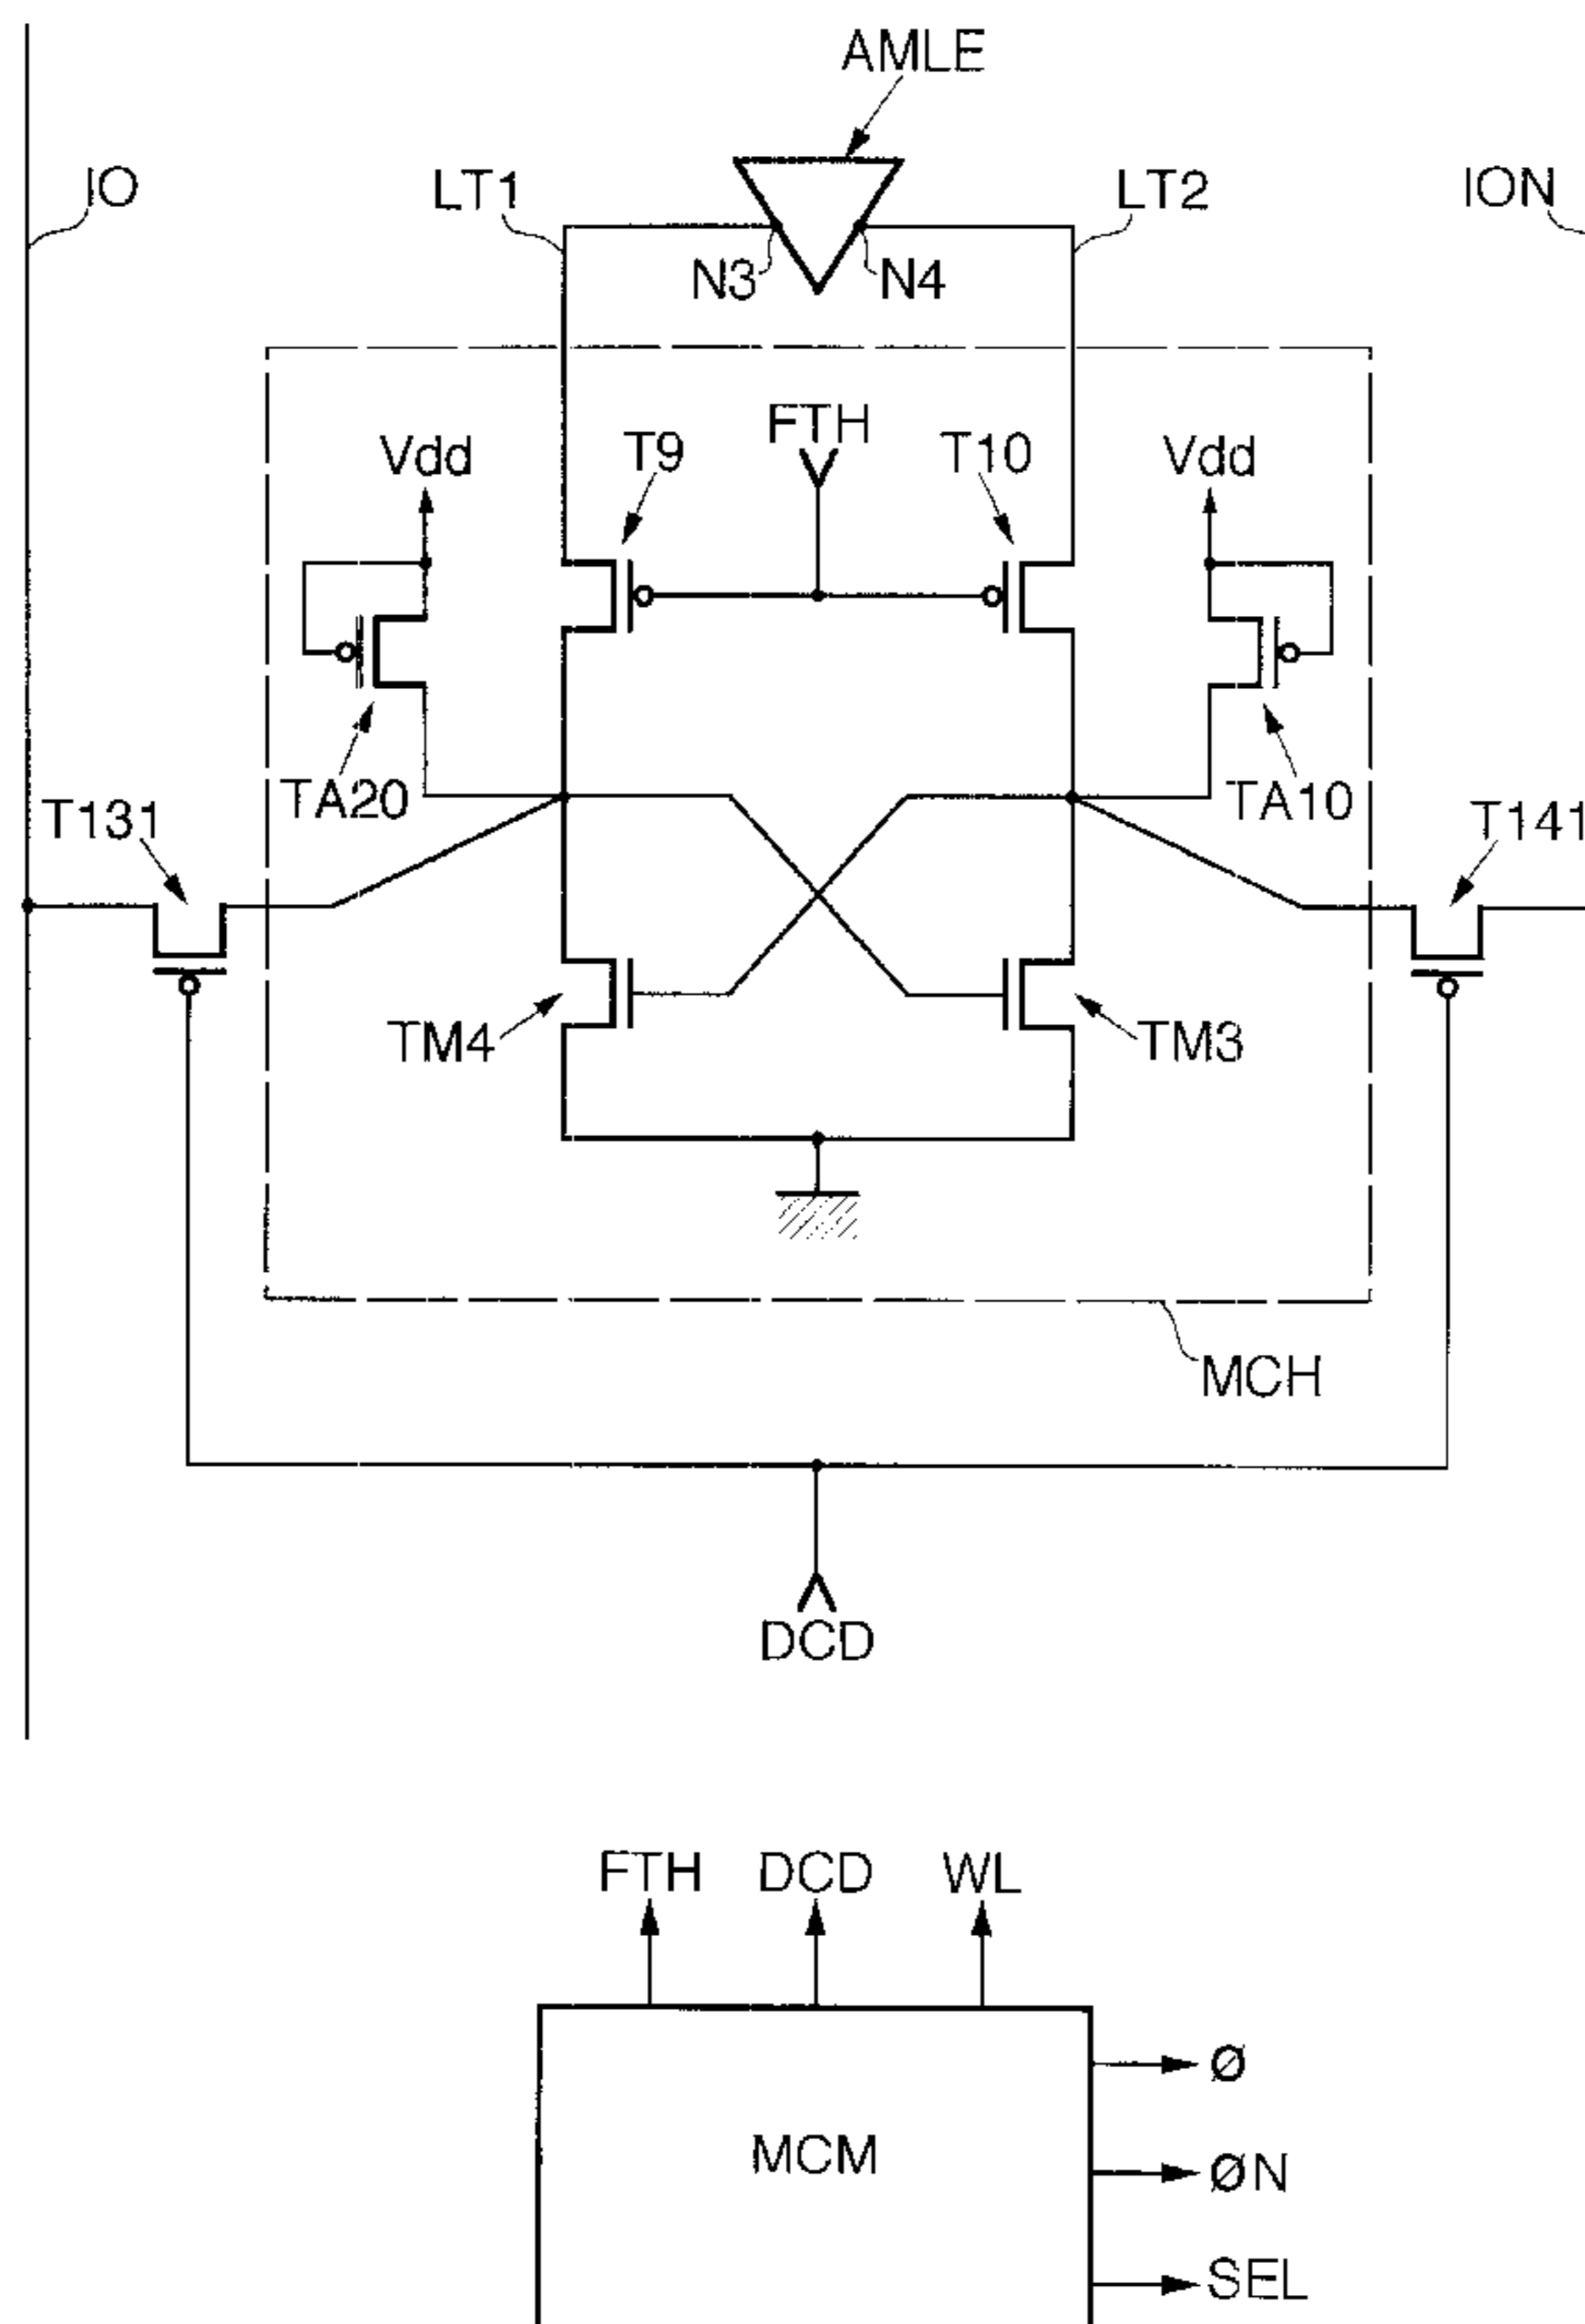 AMLE
IO
LT1
LT2
ION
N3
N4
FTH
Vdd
T9
T10
Vdd
TA20
TA10
T131
T141
TM4
TM3
MCH
DCD
FTH
DCD
WL
Ø
MCM
ØN
SEL